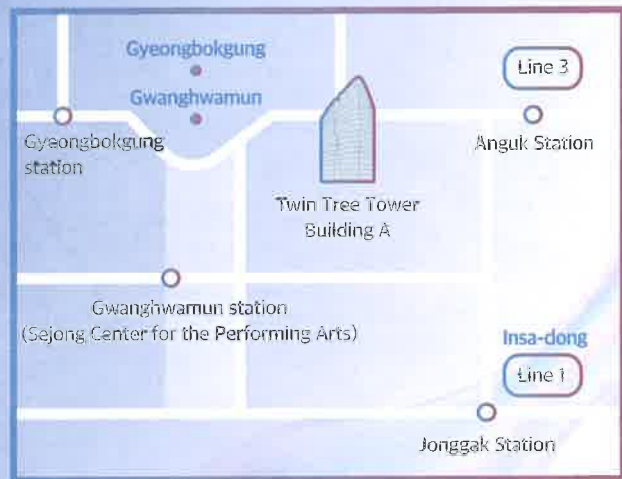 Gyeongbokgung
Gwanghwamun
Line 3
Gyeongbokgung
station
Anguk Station
Twin Tree Tower
Building A
Gwanghwamun station
(Sejong Center for the Performing Arts)
Insa-dong
Line 1
Jonggak Station